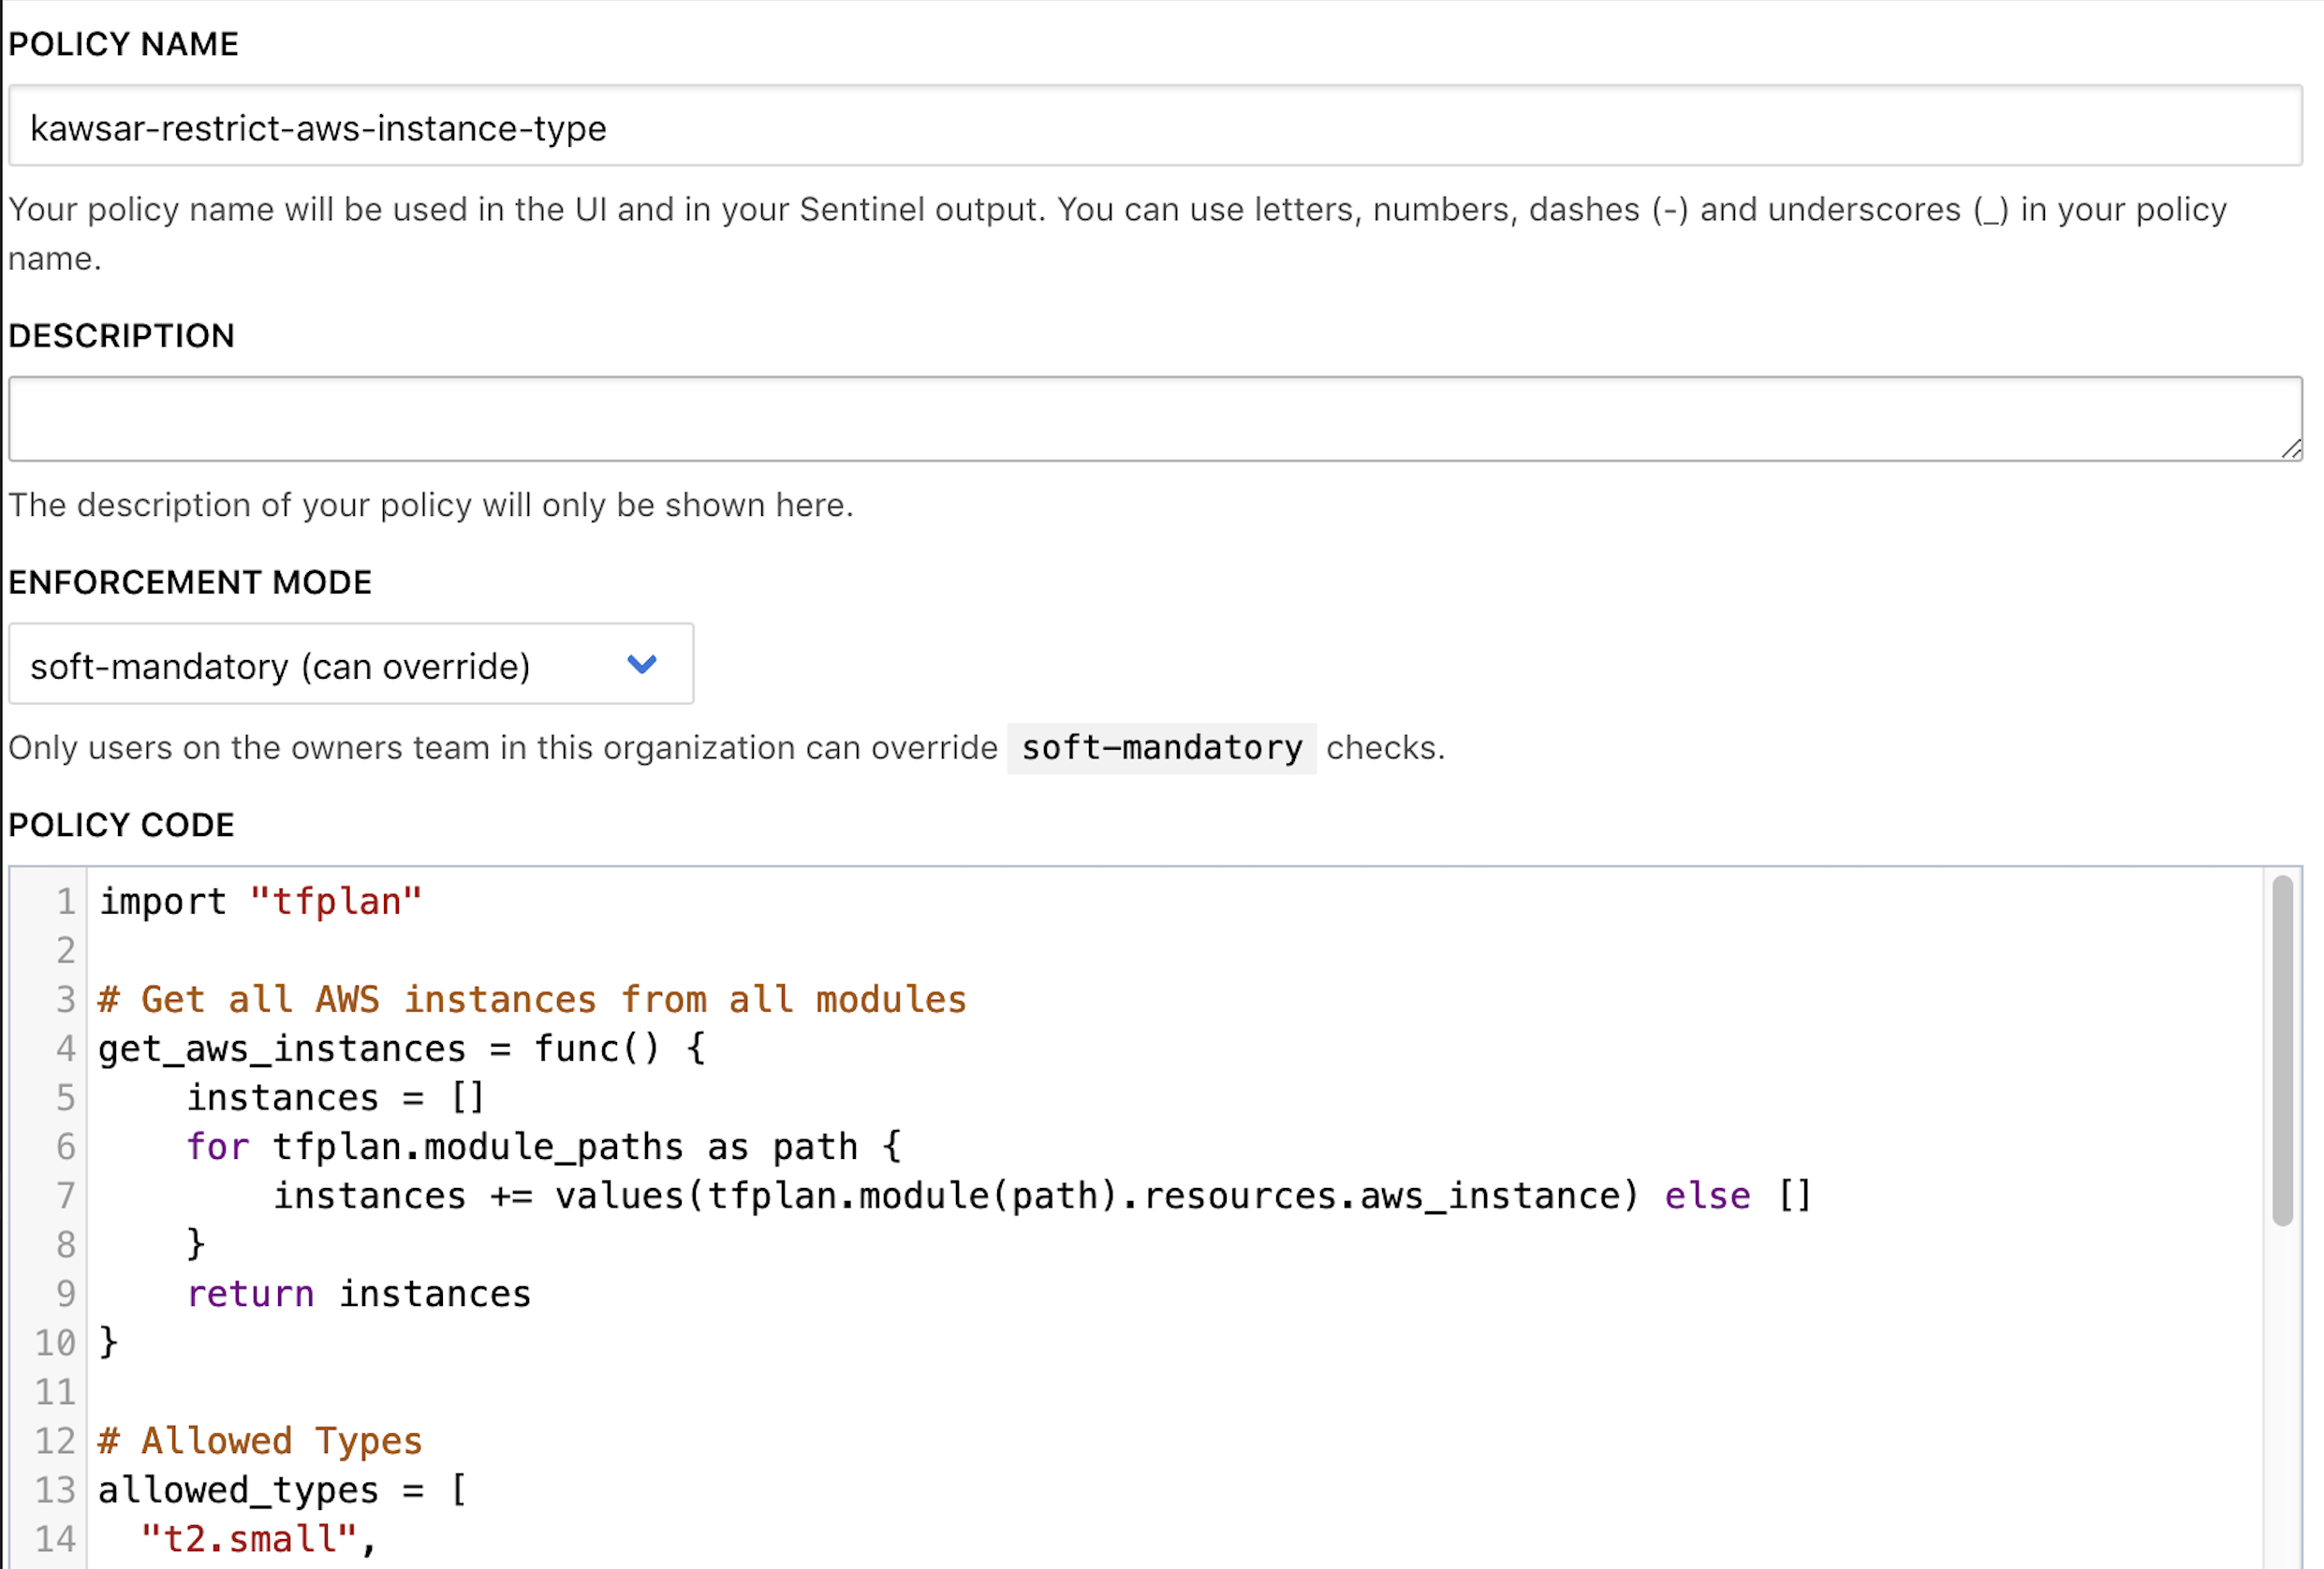 POLICY NAME
kawsar-restrict-aws-instance-type
Your policy name will be used in the UI and in your Sentinel output. You can use letters, numbers, dashes (-) and underscores (_) in your policy
name.
DESCRIPTION
The description of your policy will only be shown here.
ENFORCEMENT MODE
soft-mandatory (can override)
Only users on the owners team in this organization can override soft-mandatory checks.
POLICY CODE
1 import "tfplan"
2
3 # Get all AWS instances from all modules
4 get_aws_instances = func() {
5     instances = []
6     for tfplan.module_paths as path {
7         instances += values(tfplan.module(path).resources.aws_instance) else []
8     }
9     return instances
10 }
11
12 # Allowed Types
13 allowed_types = [
14   "t2.small",